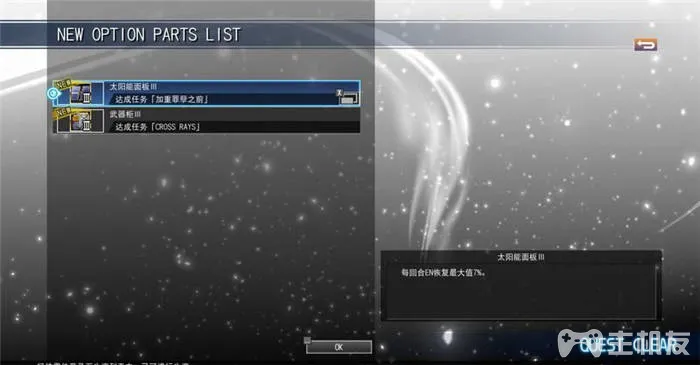 NEW OPTION PARTS LIST
NEW
太阳能面板Ⅲ
达成任务「加重罪孽之前」
X
NEW
武器柜Ⅲ
达成任务「CROSS RAYS」
太阳能面板Ⅲ
每回合EN恢复最大值7%。
OK
QUEST CLEAR
主机友